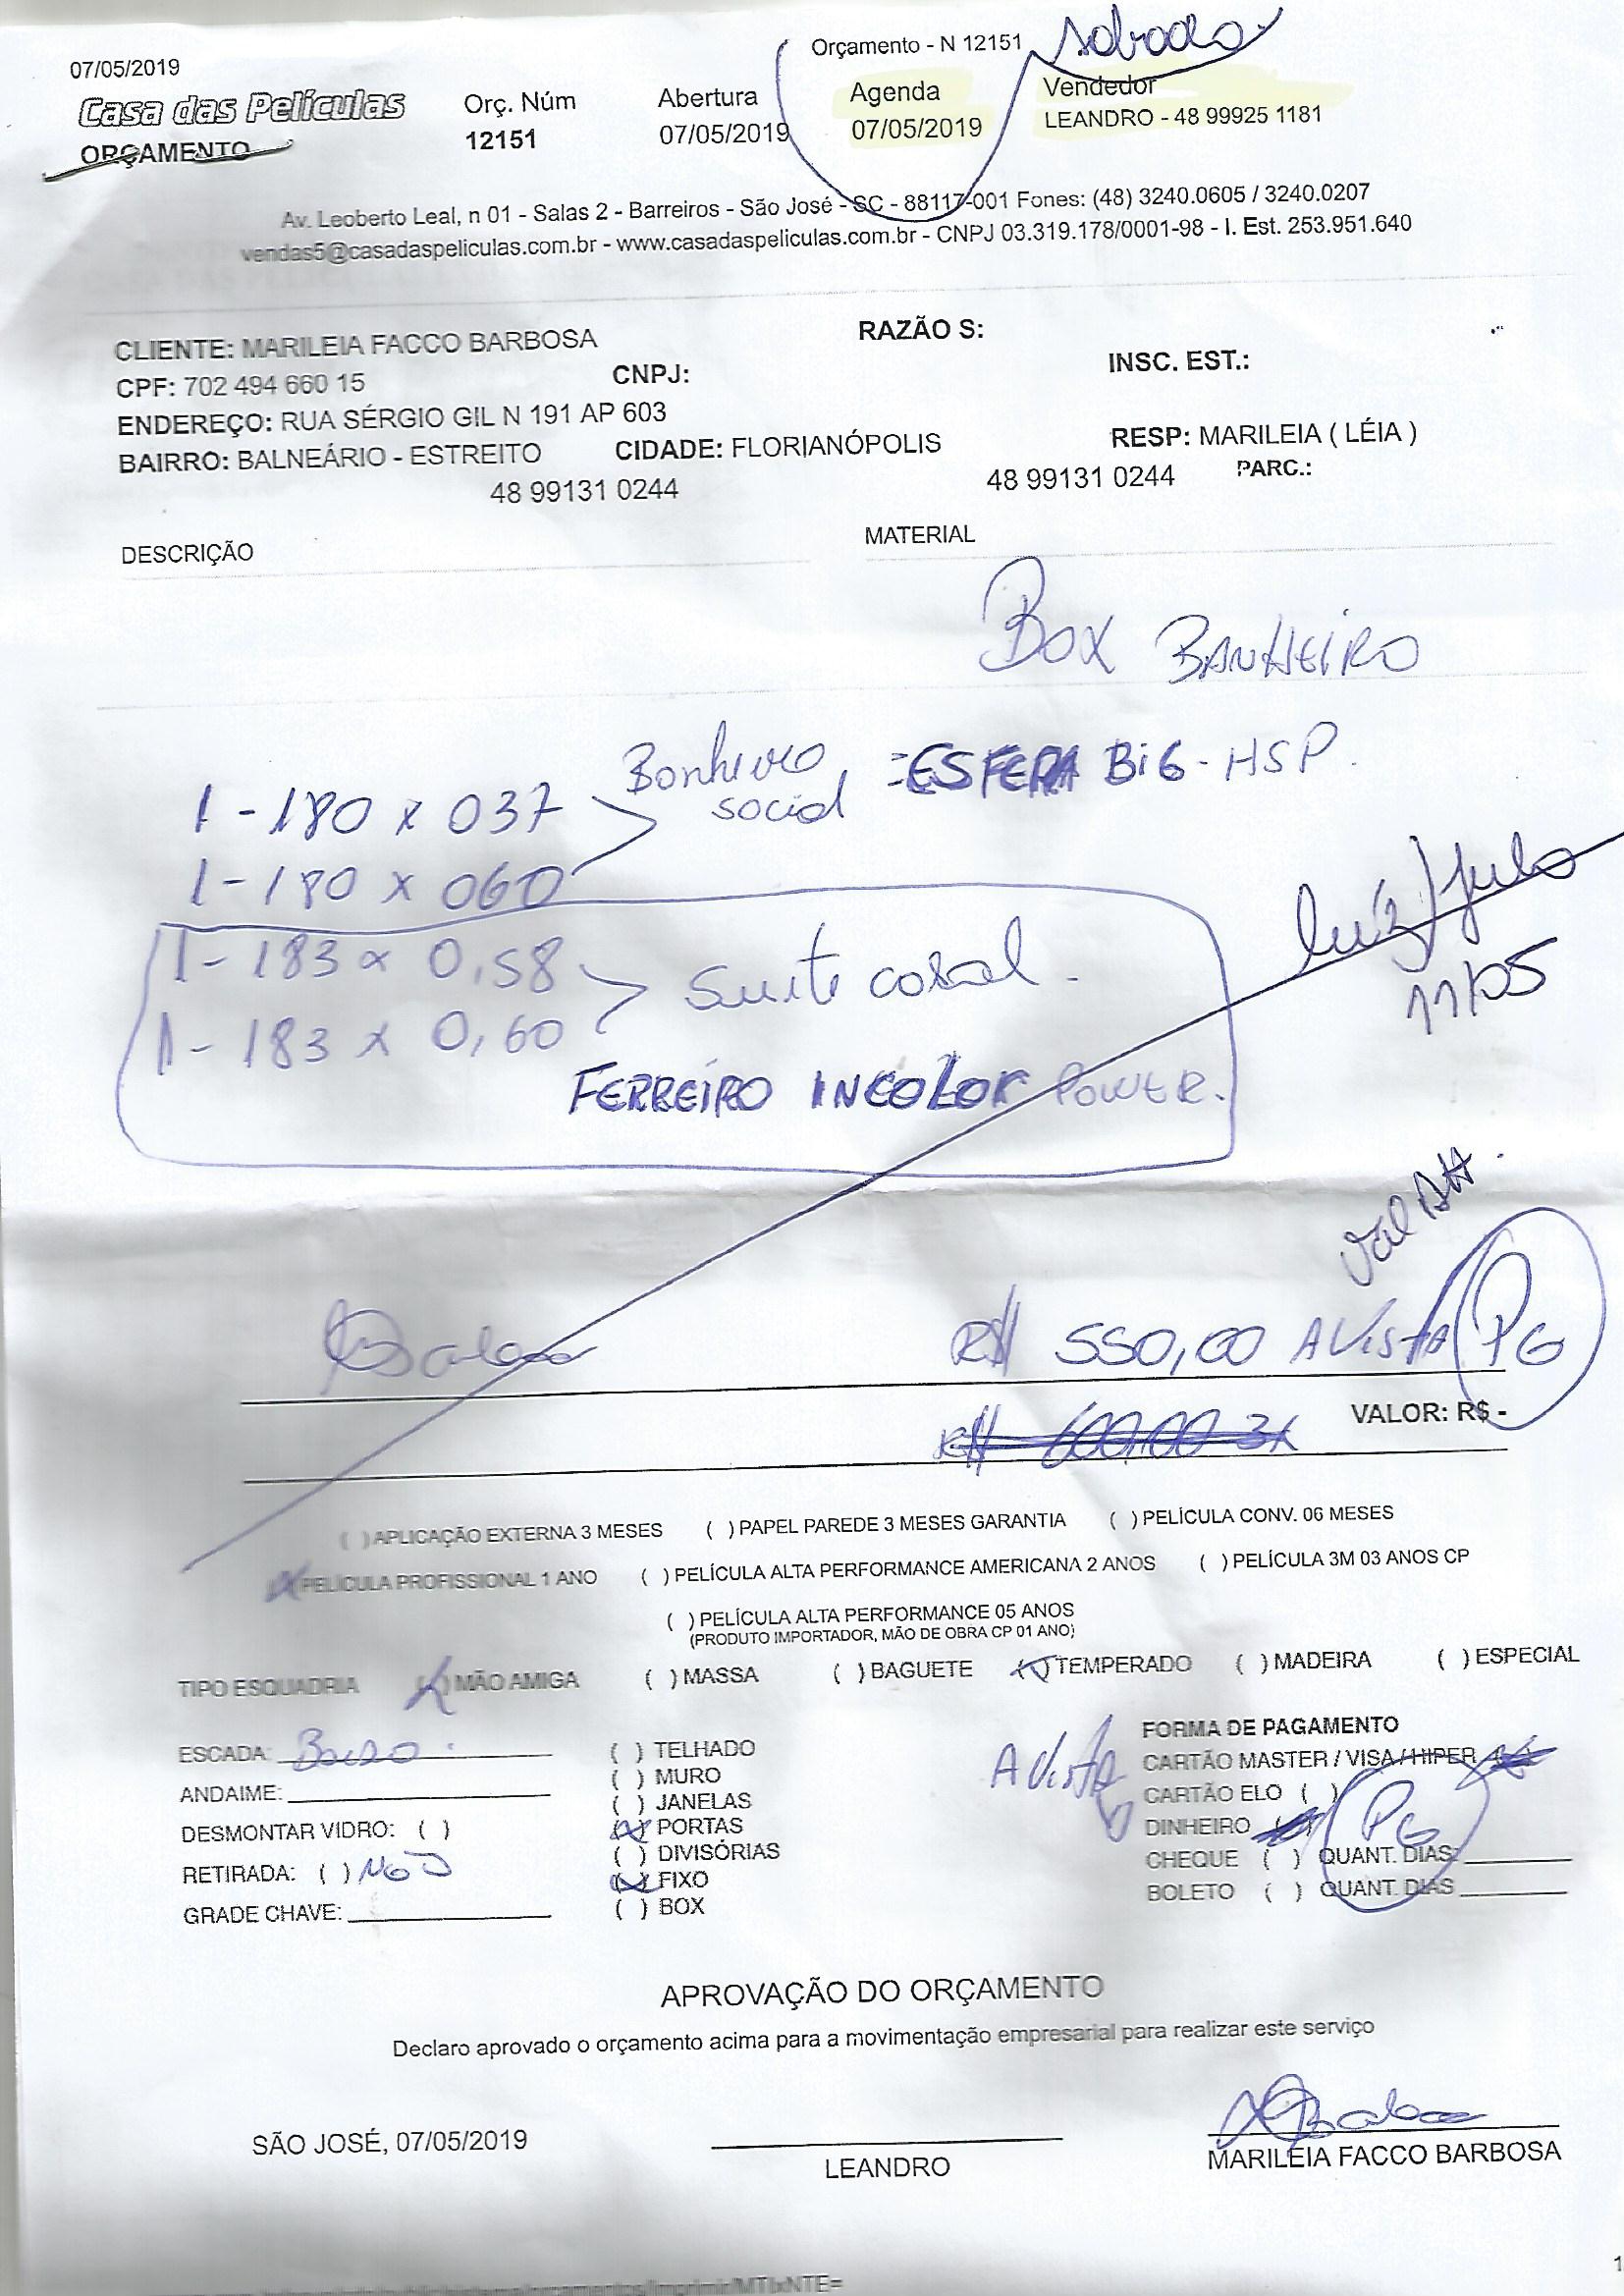 Orçamento - N 12151 sabado
07/05/2019
Casa das Películas Orç. Núm Abertura Agenda Vendedor
ORÇAMENTO 12151 07/05/2019 07/05/2019 LEANDRO - 48 99925 1181
Av. Leoberto Leal, n 01 - Salas 2 - Barreiros - São José - SC - 88117-001 Fones: (48) 3240.0605 / 3240.0207
vendas5@casadaspeliculas.com.br - www.casadaspeliculas.com.br - CNPJ 03.319.178/0001-98 - I. Est. 253.951.640
CLIENTE: MARILEIA FACCO BARBOSA RAZÃO S:
CPF: 702 494 660 15 CNPJ: INSC. EST.:
ENDEREÇO: RUA SÉRGIO GIL N 191 AP 603
BAIRRO: BALNEÁRIO - ESTREITO CIDADE: FLORIANÓPOLIS RESP: MARILEIA ( LÉIA )
48 99131 0244 48 99131 0244 PARC.:
DESCRIÇÃO MATERIAL
BOX BANHEIRO
1 - 180 x 037 Banheiro social = ESFERA BIG - HSP.
1 - 180 x 060
1 - 183 x 0,58 Suite casal. luiz/Julio
1 - 183 x 0,60 11/05
FERREIRO INCOLOR POWER.
R$ 550,00 A VISTA PG
R$ 600,00 3x VALOR: R$ -
( ) APLICAÇÃO EXTERNA 3 MESES ( ) PAPEL PAREDE 3 MESES GARANTIA ( ) PELÍCULA CONV. 06 MESES
(X) PELÍCULA PROFISSIONAL 1 ANO ( ) PELÍCULA ALTA PERFORMANCE AMERICANA 2 ANOS ( ) PELÍCULA 3M 03 ANOS CP
( ) PELÍCULA ALTA PERFORMANCE 05 ANOS
(PRODUTO IMPORTADOR, MÃO DE OBRA CP 01 ANO)
TIPO ESQUADRIA (X) MÃO AMIGA ( ) MASSA ( ) BAGUETE (X) TEMPERADO ( ) MADEIRA ( ) ESPECIAL
FORMA DE PAGAMENTO
ESCADA: Baixo. ( ) TELHADO A Vista CARTÃO MASTER / VISA / HIPER (X)
ANDAIME: ( ) MURO CARTÃO ELO ( )
( ) JANELAS
DESMONTAR VIDRO: ( ) (X) PORTAS DINHEIRO (X) PG
( ) DIVISÓRIAS CHEQUE ( ) QUANT. DIAS:
RETIRADA: ( ) NÃO (X) FIXO BOLETO ( ) QUANT. DIAS
GRADE CHAVE: ( ) BOX
APROVAÇÃO DO ORÇAMENTO
Declaro aprovado o orçamento acima para a movimentação empresarial para realizar este serviço
SÃO JOSÉ, 07/05/2019
LEANDRO MARILEIA FACCO BARBOSA
1